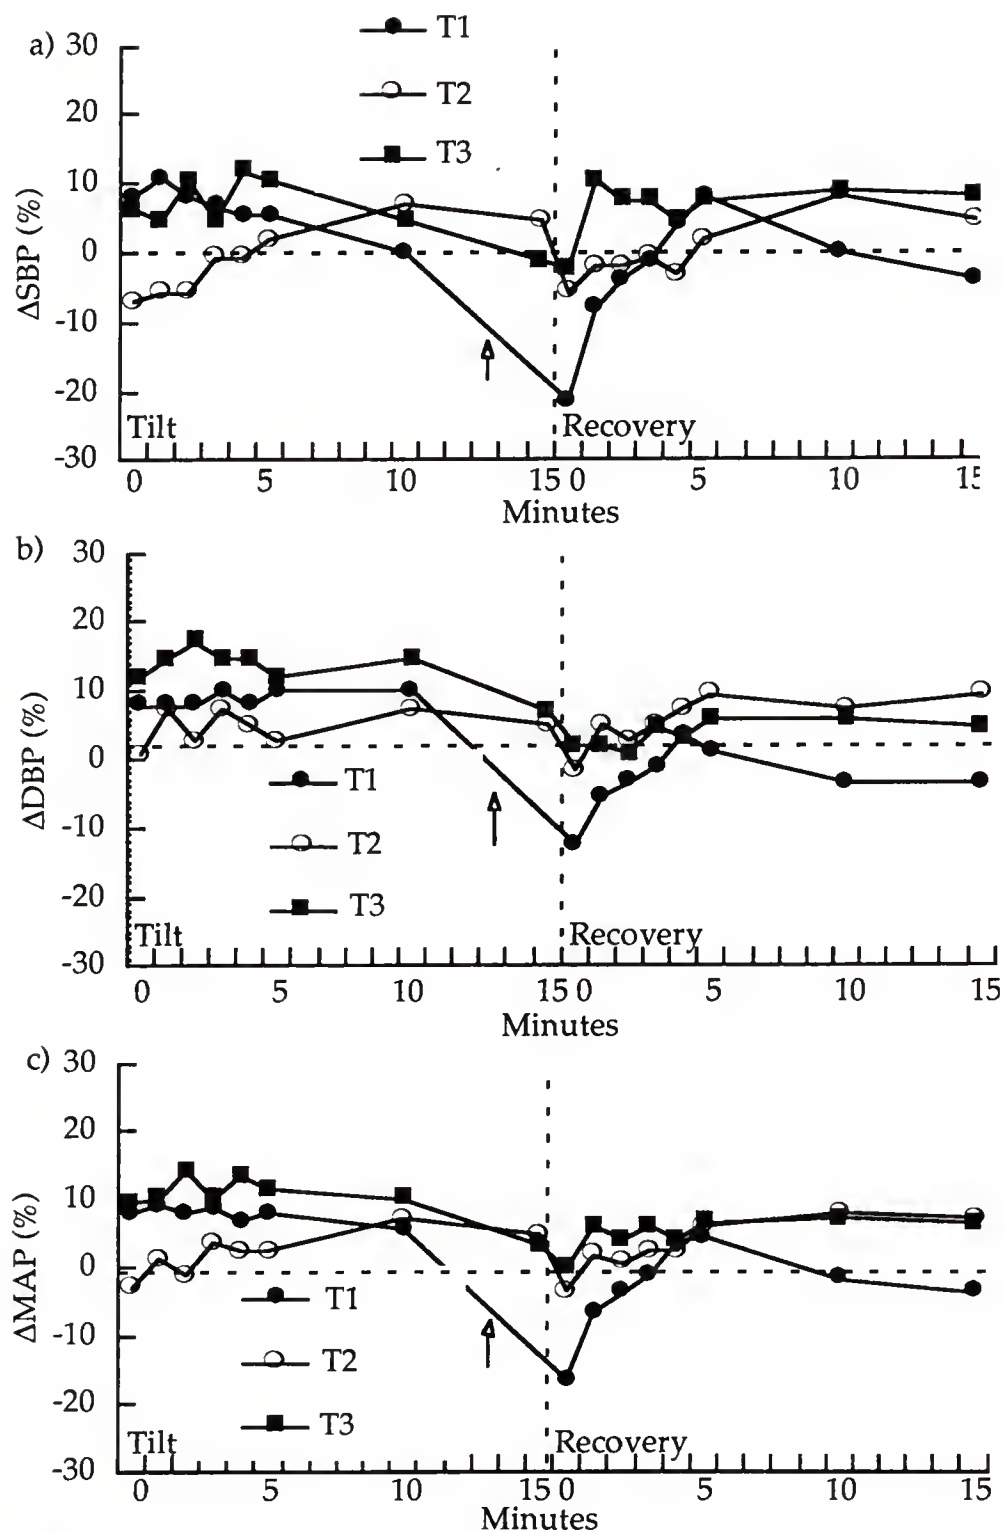 a) 30
T1
T2
T3
20
10
0
-10
-20
-30
ΔSBP (%)
Tilt
Recovery
0 5 10 15 0 5 10 15
Minutes
b) 30
20
10
0
-10
-20
-30
ΔDBP (%)
T1
T2
T3
Tilt
Recovery
0 5 10 15 0 5 10 15
Minutes
c) 30
20
10
0
-10
-20
-30
ΔMAP (%)
T1
T2
T3
Tilt
Recovery
0 5 10 15 0 5 10 15
Minutes